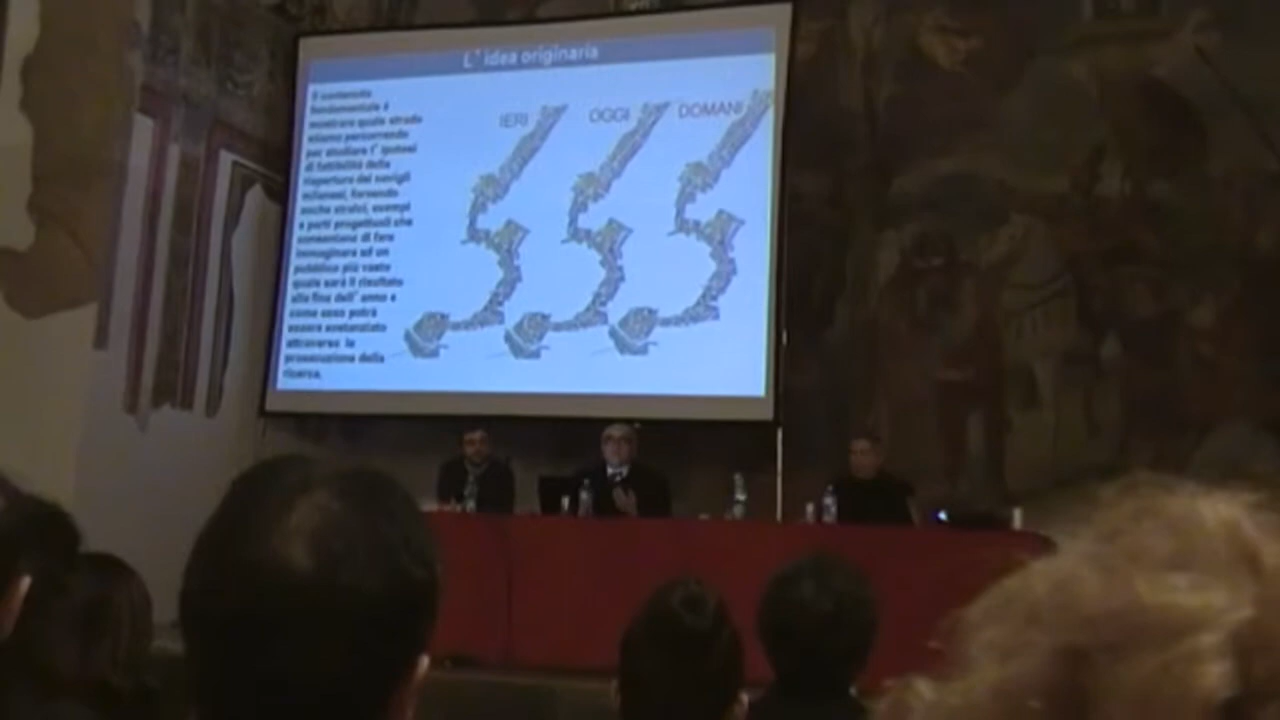 L'idea originaria
Il contenuto
fondamentale è
mostrare quale strada
stiamo percorrendo
per studiare l'ipotesi
di fattibilità della
riapertura dei navigli
milanesi, fornendo
anche stralci, esempi
e parti progettuali che
consentano di fare
immaginare ad un
pubblico più vasto
quale sarà il risultato
alla fine dell'anno e
come esso potrà
essere sostanziato
attraverso la
prosecuzione della
ricerca.
IERI
OGGI
DOMANI